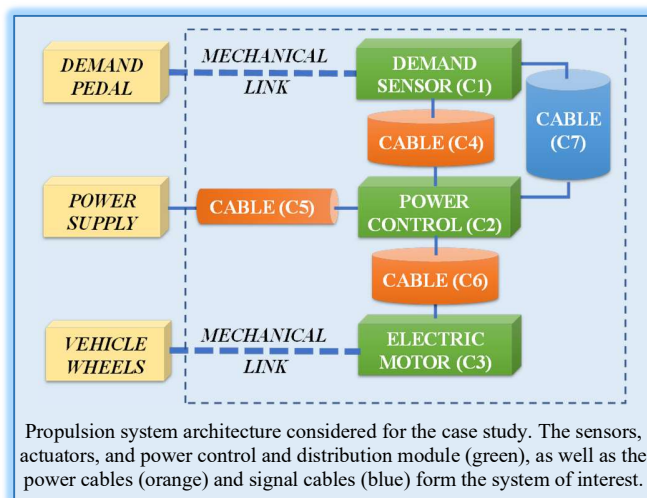 MECHANICAL
LINK
DEMAND
PEDAL
DEMAND
SENSOR (C1)
CABLE
(C7)
CABLE (C4)
POWER
SUPPLY
CABLE (C5)
POWER
CONTROL (C2)
CABLE (C6)
VEHICLE
WHEELS
MECHANICAL
LINK
ELECTRIC
MOTOR (C3)
Propulsion system architecture considered for the case study. The sensors,
actuators, and power control and distribution module (green), as well as the
power cables (orange) and signal cables (blue) form the system of interest.